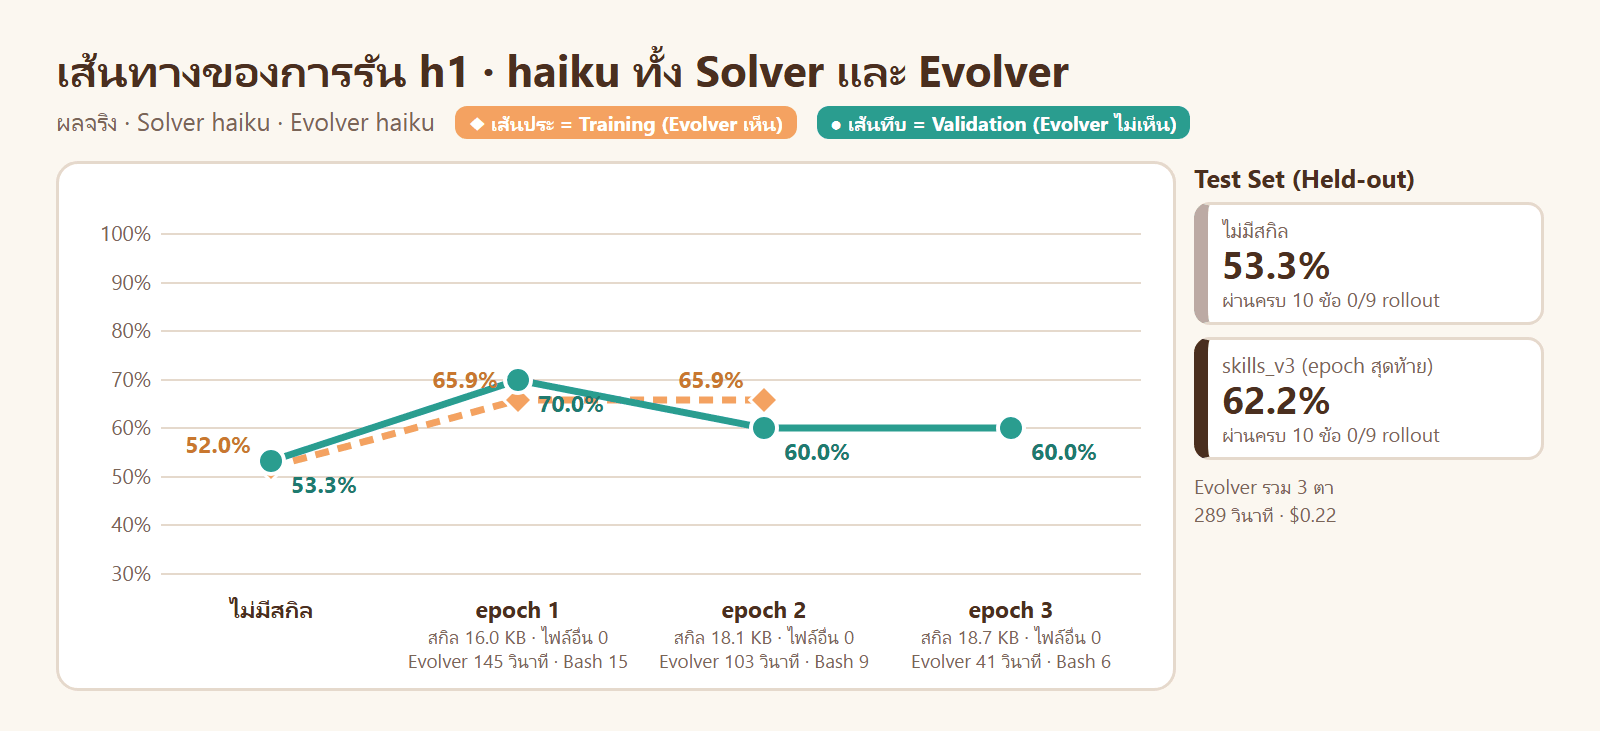 เส้นทางของการรัน h1 · haiku ทั้ง Solver และ Evolver
ผลจริง · Solver haiku · Evolver haiku
◆ เส้นประ = Training (Evolver เห็น)
● เส้นทึบ = Validation (Evolver ไม่เห็น)
100%
90%
80%
70%
60%
50%
40%
30%
52.0%
53.3%
65.9%
70.0%
65.9%
60.0%
60.0%
ไม่มีสกิล
epoch 1
สกิล 16.0 KB · ไฟล์อื่น 0
Evolver 145 วินาที · Bash 15
epoch 2
สกิล 18.1 KB · ไฟล์อื่น 0
Evolver 103 วินาที · Bash 9
epoch 3
สกิล 18.7 KB · ไฟล์อื่น 0
Evolver 41 วินาที · Bash 6
Test Set (Held-out)
ไม่มีสกิล
53.3%
ผ่านครบ 10 ข้อ 0/9 rollout
skills_v3 (epoch สุดท้าย)
62.2%
ผ่านครบ 10 ข้อ 0/9 rollout
Evolver รวม 3 ตา
289 วินาที · $0.22